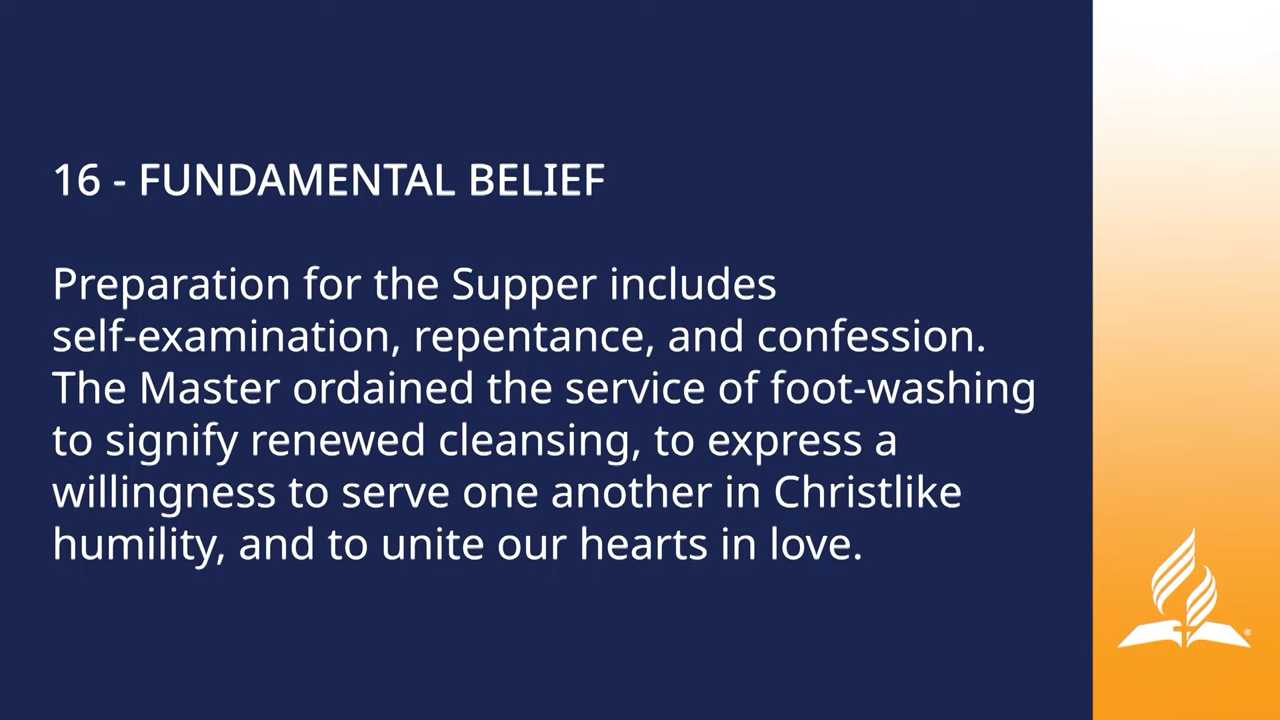 16 - FUNDAMENTAL BELIEF
Preparation for the Supper includes
self-examination, repentance, and confession.
The Master ordained the service of foot-washing
to signify renewed cleansing, to express a
willingness to serve one another in Christlike
humility, and to unite our hearts in love.
®